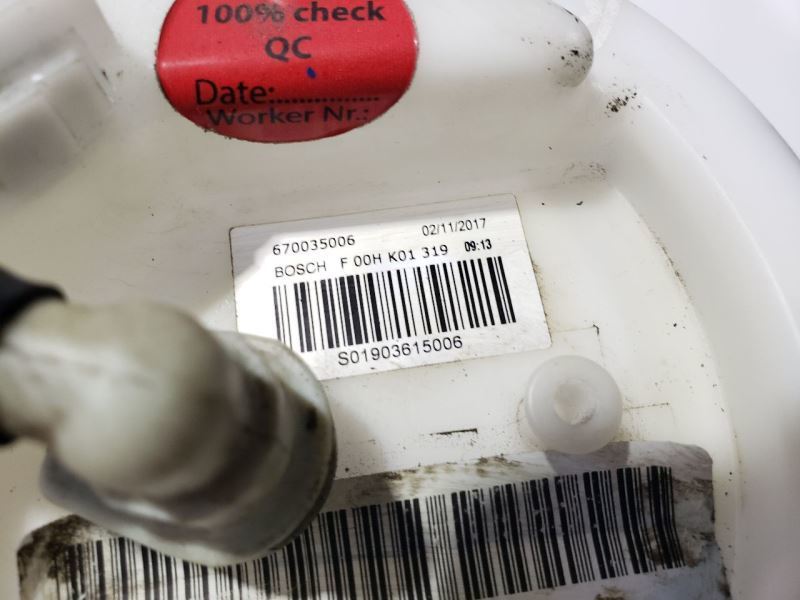 100% check
QC
Date:..................
Worker Nr.:
670035006 02/11/2017
BOSCH F 00H K01 319 09:13
S01903615006